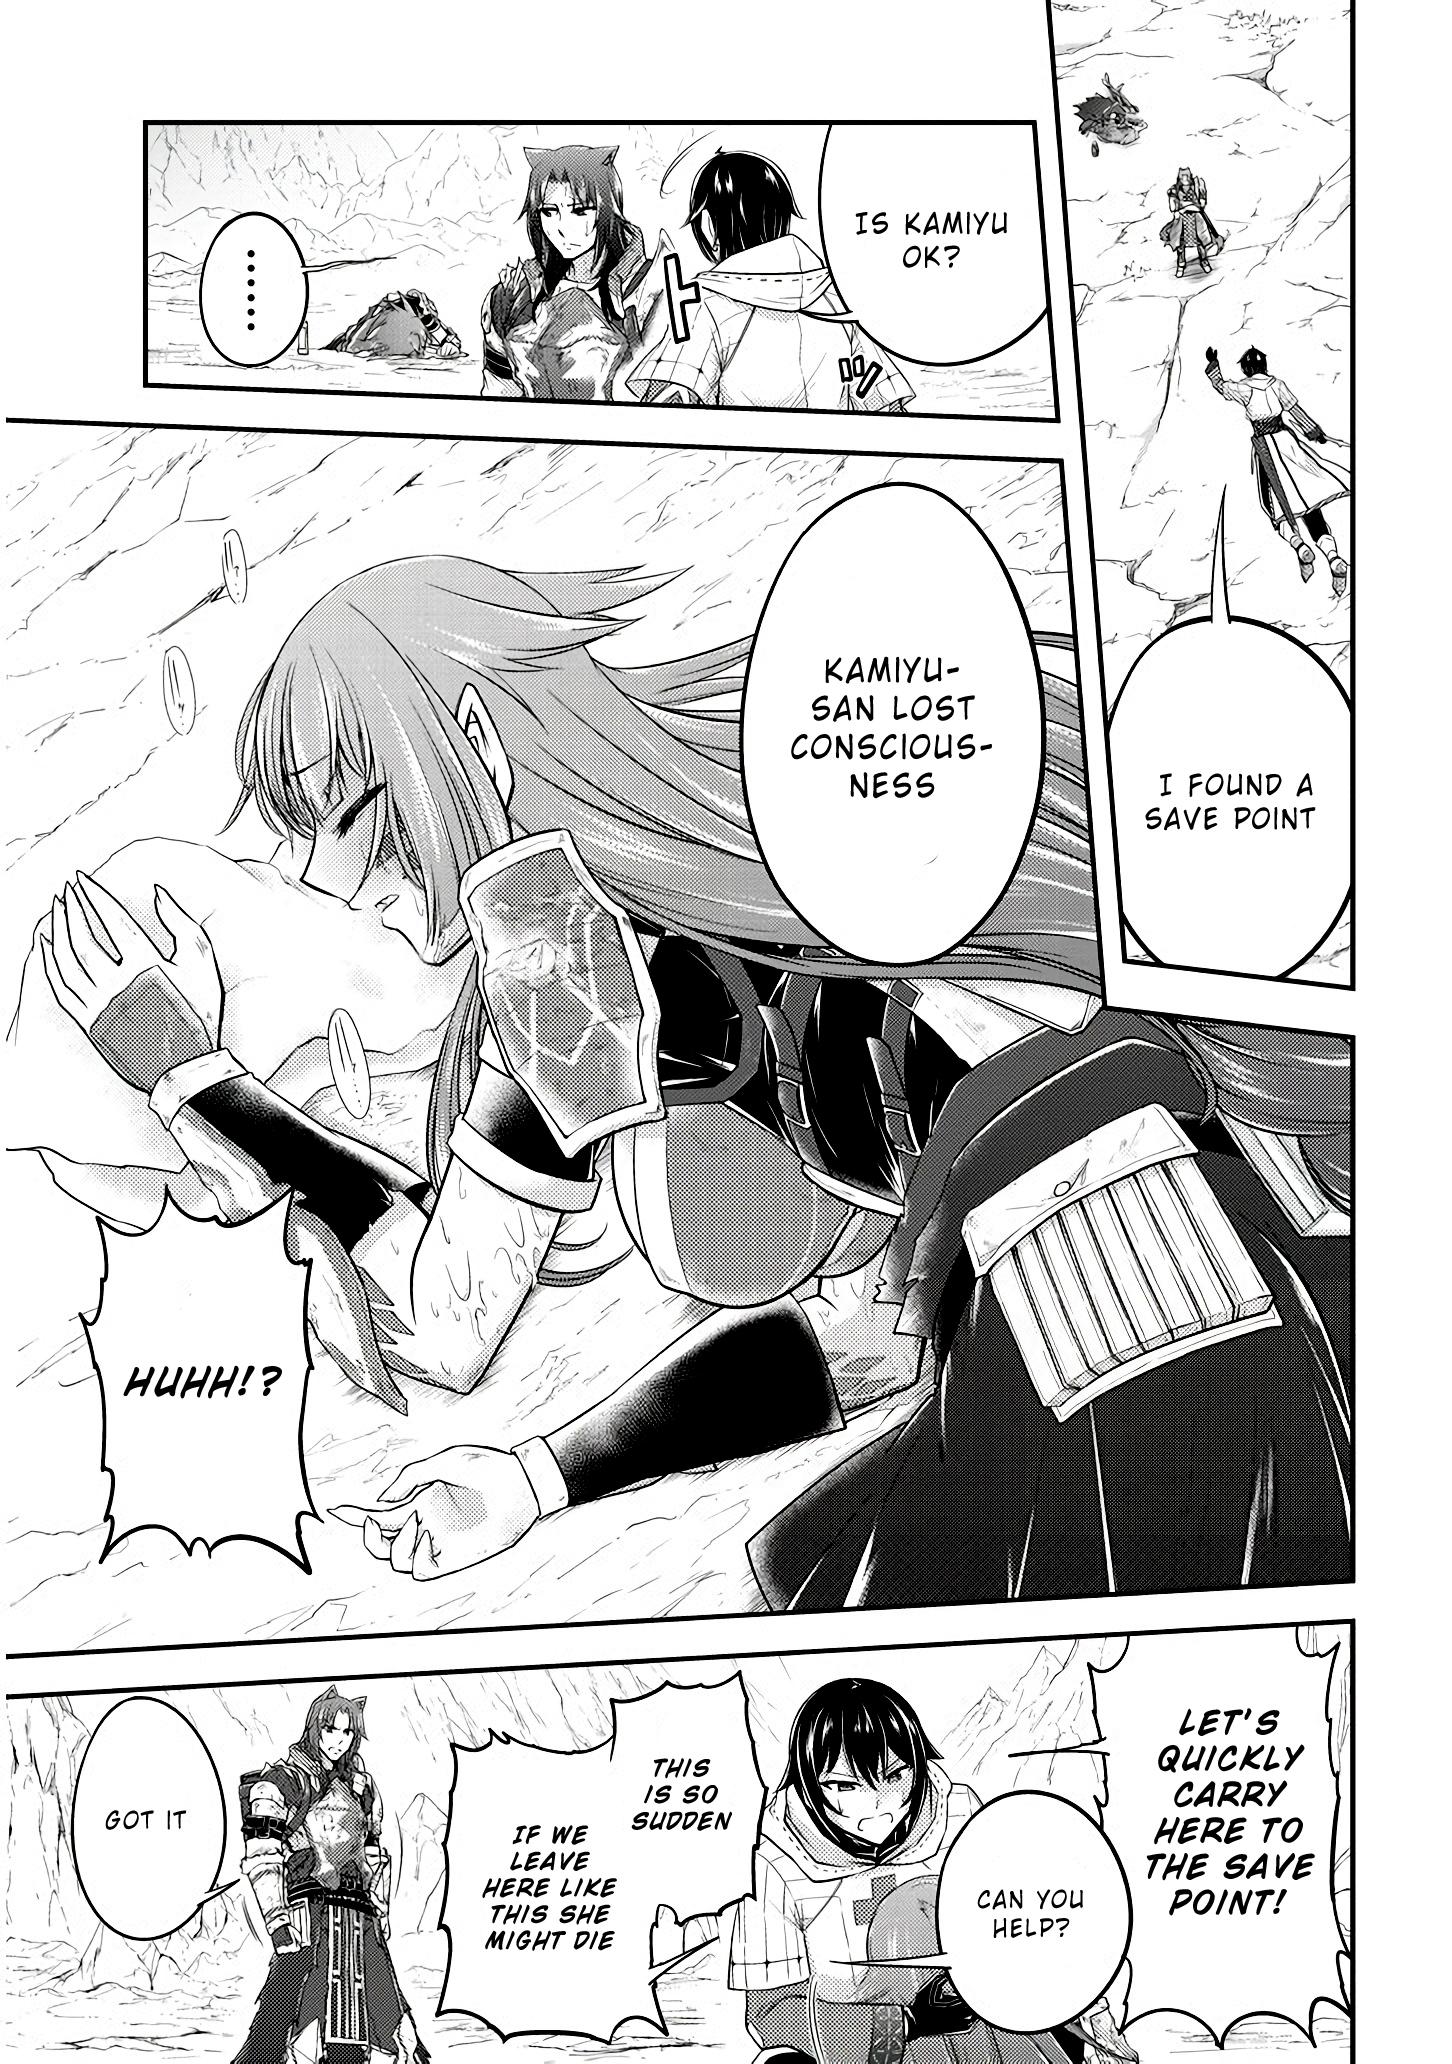 I FOUND A
SAVE POINT
IS KAMIYU
OK?
トッ
......
KAMIYU-
SAN LOST
CONSCIOUS-
NESS
HUHH!?
LET'S
QUICKLY
CARRY
HERE TO
THE SAVE
POINT!
CAN YOU
HELP?
THIS
IS SO
SUDDEN
IF WE
LEAVE
HERE LIKE
THIS SHE
MIGHT DIE
GOT IT